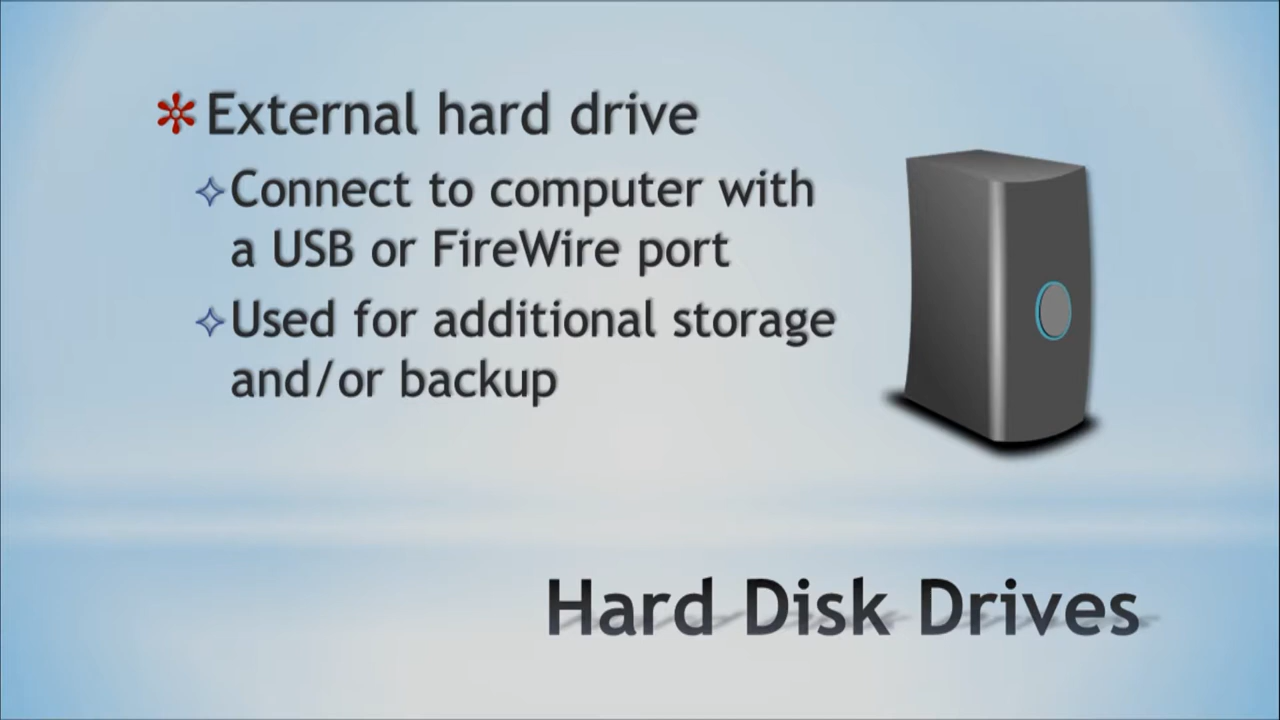 External hard drive
Connect to computer with
a USB or FireWire port
Used for additional storage
and/or backup
Hard Disk Drives